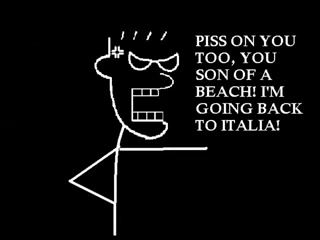 PISS ON YOU
TOO, YOU
SON OF A
BEACH! I'M
GOING BACK
TO ITALIA!